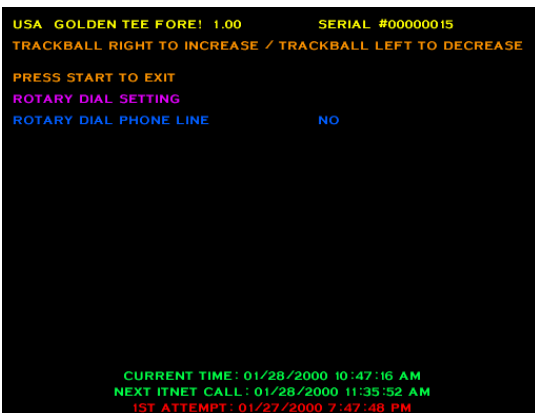 USA GOLDEN TEE FORE! 1.00 SERIAL #00000015
TRACKBALL RIGHT TO INCREASE / TRACKBALL LEFT TO DECREASE
PRESS START TO EXIT
ROTARY DIAL SETTING
ROTARY DIAL PHONE LINE NO
CURRENT TIME: 01/28/2000 10:47:16 AM
NEXT ITNET CALL: 01/28/2000 11:35:52 AM
1ST ATTEMPT: 01/27/2000 7:47:48 PM